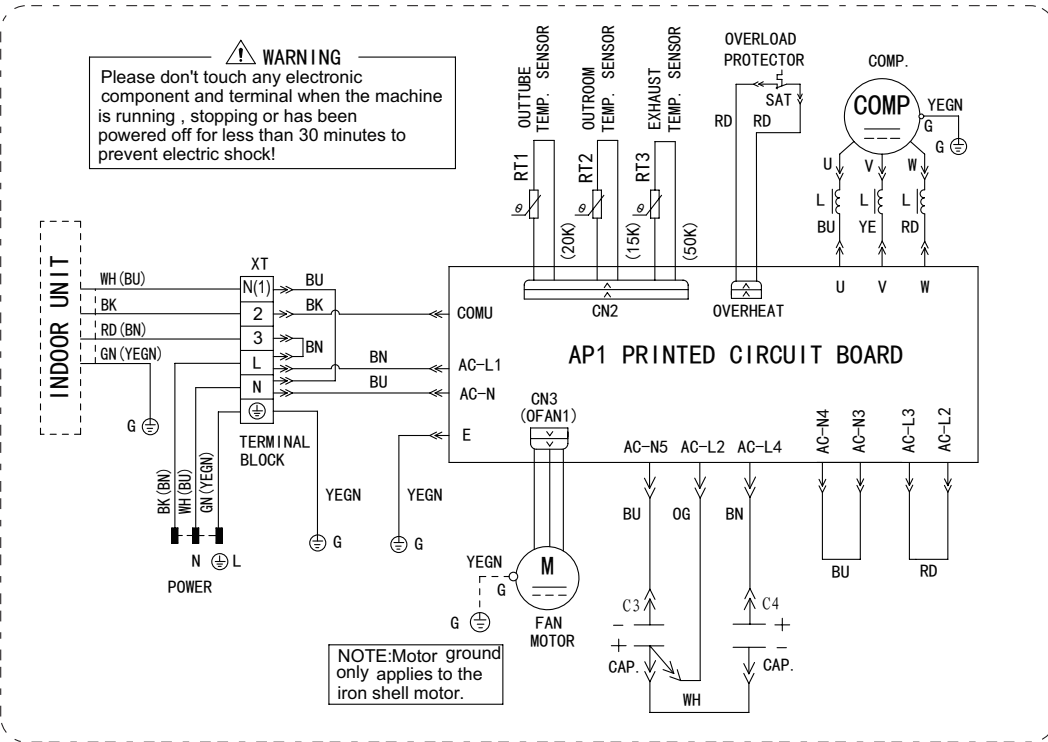 WARNING
Please don't touch any electronic
component and terminal when the machine
is running , stopping or has been
powered off for less than 30 minutes to
prevent electric shock!
OUTTUBE
TEMP. SENSOR
OUTROOM
TEMP. SENSOR
EXHAUST
TEMP. SENSOR
RT1
RT2
RT3
θ
θ
θ
(20K)
(15K)
(50K)
OVERLOAD
PROTECTOR
SAT
RD
RD
COMP.
COMP
YEGN
G
G
U
V
W
L
L
L
BU
YE
RD
INDOOR UNIT
WH(BU)
BK
RD(BN)
GN(YEGN)
G
XT
N(1)
2
3
L
N
TERMINAL
BLOCK
BU
BK
BN
BN
BU
BK(BN)
WH(BU)
GN(YEGN)
N
L
POWER
YEGN
G
YEGN
G
COMU
AC-L1
AC-N
E
CN2
OVERHEAT
U
V
W
AP1 PRINTED CIRCUIT BOARD
CN3
(OFAN1)
AC-N5
AC-L2
AC-L4
AC-N4
AC-N3
AC-L3
AC-L2
YEGN
G
G
M
FAN
MOTOR
NOTE:Motor ground
only applies to the
iron shell motor.
BU
OG
BN
C3
-
+
CAP.
C4
+
-
CAP.
WH
BU
RD